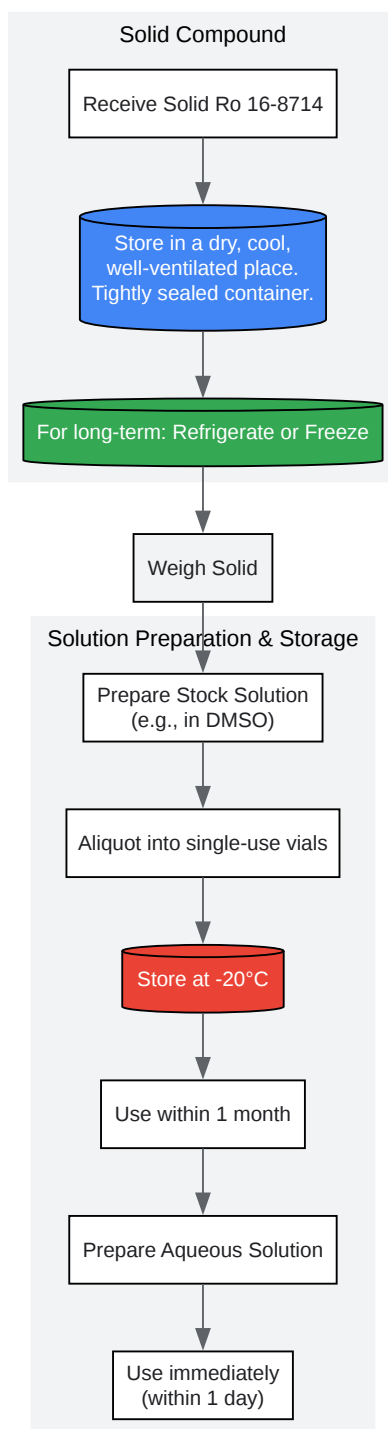 Solid Compound
Receive Solid Ro 16-8714
Store in a dry, cool,
well-ventilated place.
Tightly sealed container.
For long-term: Refrigerate or Freeze
Weigh Solid
Solution Preparation & Storage
Prepare Stock Solution
(e.g., in DMSO)
Aliquot into single-use vials
Store at -20°C
Use within 1 month
Prepare Aqueous Solution
Use immediately
(within 1 day)